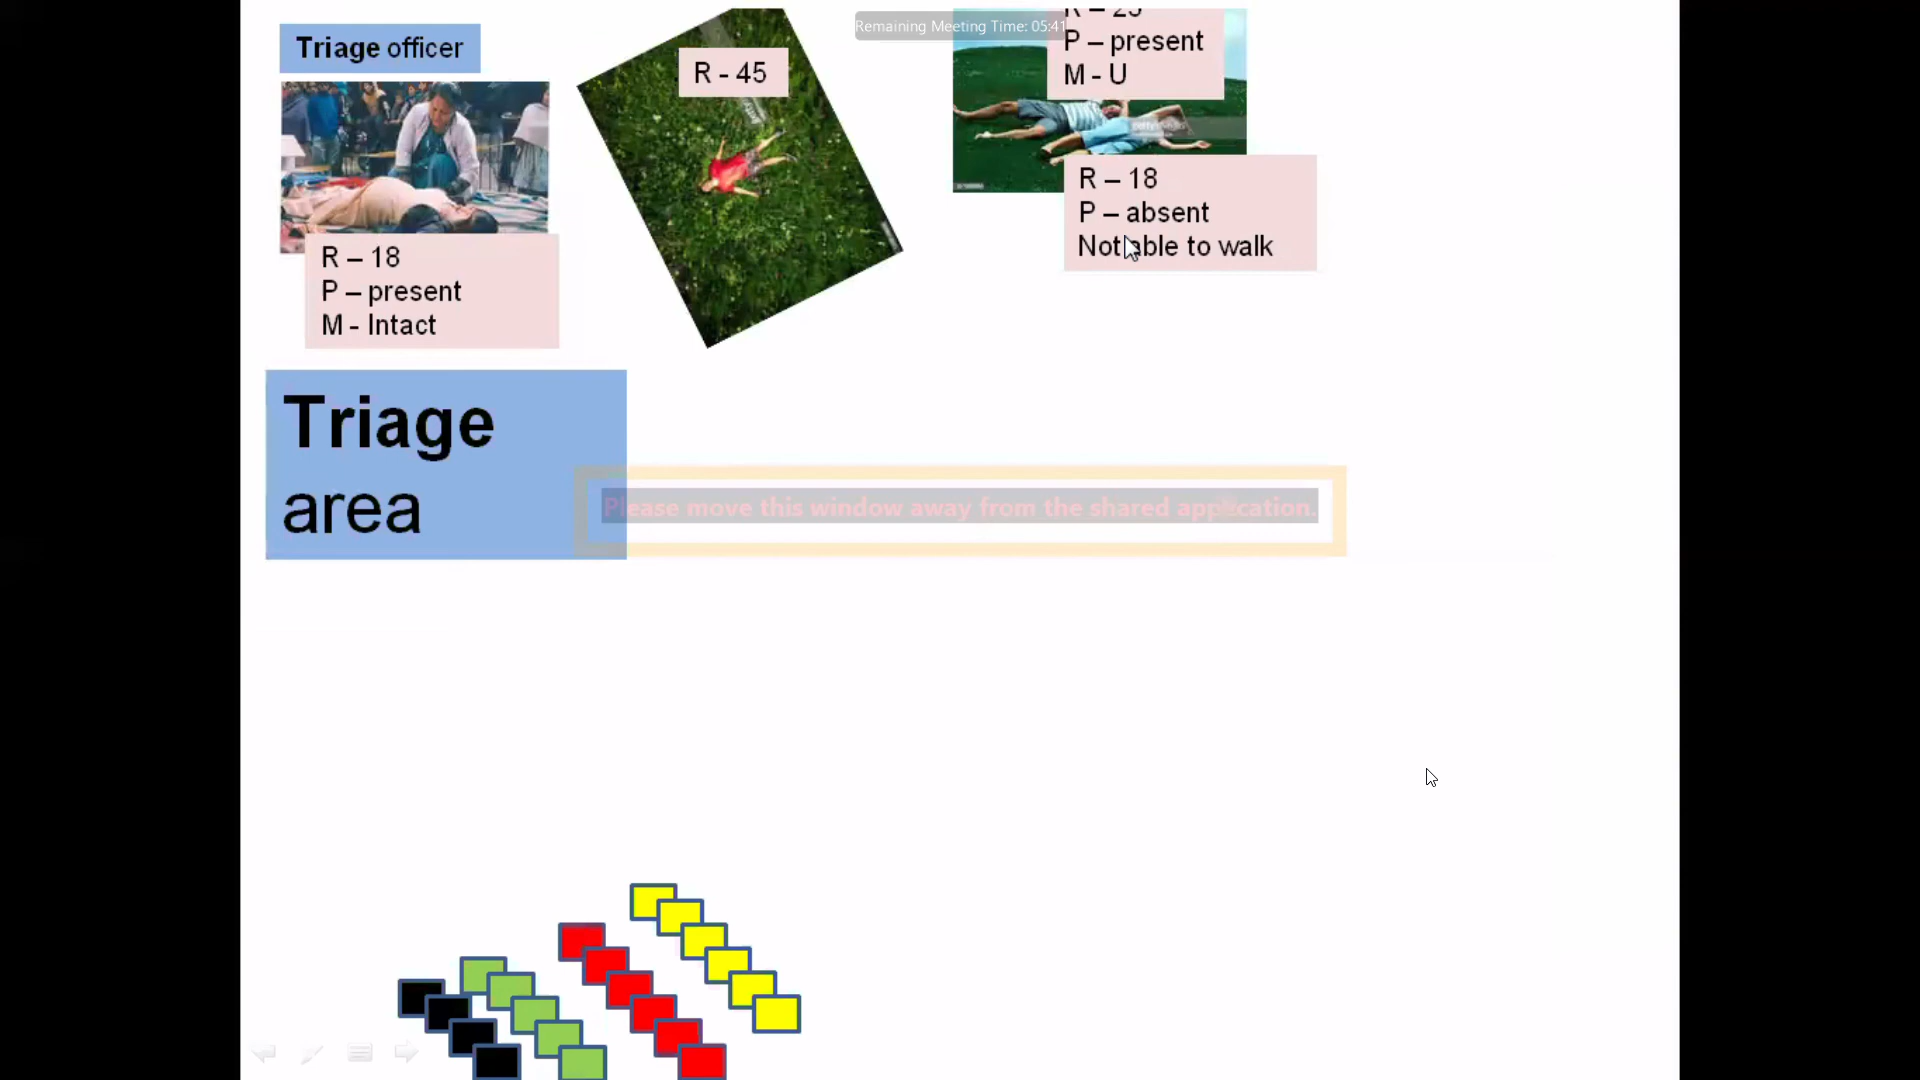 Remaining Meeting Time: 05:41
Triage officer
R - 45
R – 25
P – present
M - U
R – 18
P – absent
Not able to walk
R – 18
P – present
M - Intact
Triage
area
Please move this window away from the shared application.